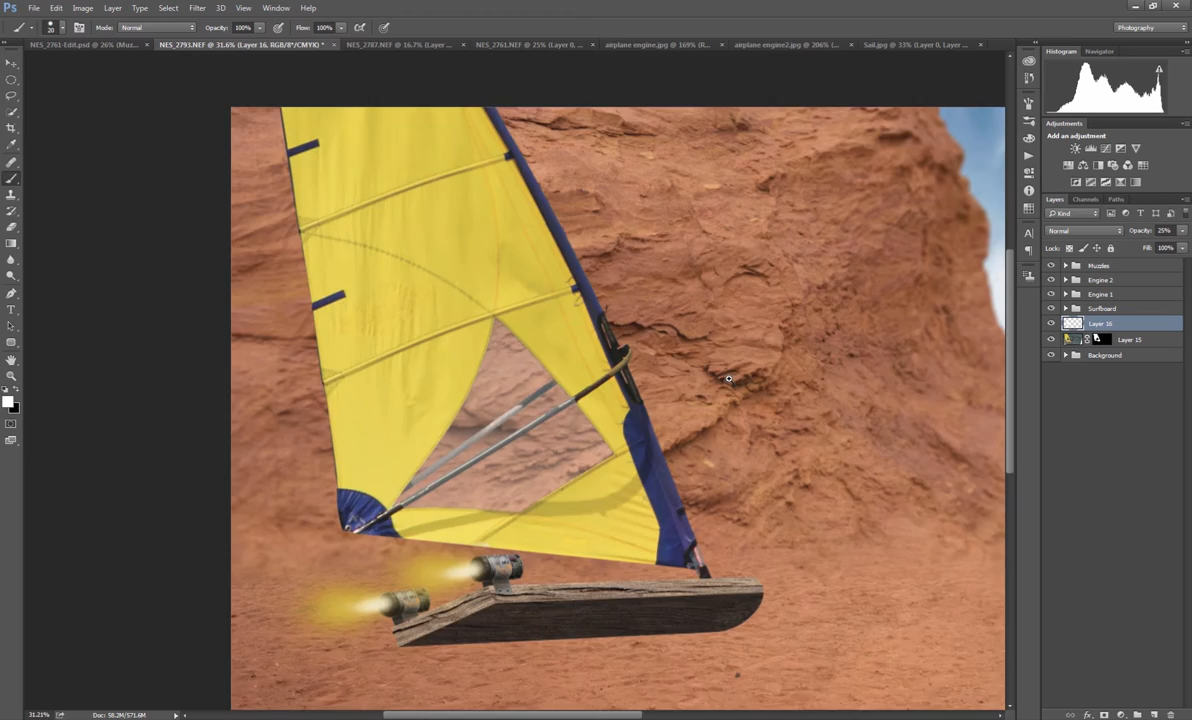 Ps File Edit Image Layer Type Select Filter 3D View Window Help
20 Mode: Normal Opacity: 100% Flow: 100% Photography
NES_2761-Edit.psd @ 26% (Muz... × NES_2793.NEF @ 31.6% (Layer 16, RGB/8*/CMYK) * × NES_2787.NEF @ 16.7% (Layer ... × NES_2761.NEF @ 25% (Layer 0, ... × airplane engine.jpg @ 169% (R... × airplane engine2.jpg @ 206% (... × Sail.jpg @ 33% (Layer 0, Layer ... ×
Histogram Navigator
Adjustments
Add an adjustment
Layers Channels Paths
Kind
Normal Opacity: 25%
Lock: Fill: 100%
Muzzles
Engine 2
Engine 1
Surfboard
Layer 16
Layer 15
Background
31.21% Doc: 58.2M/571.6M